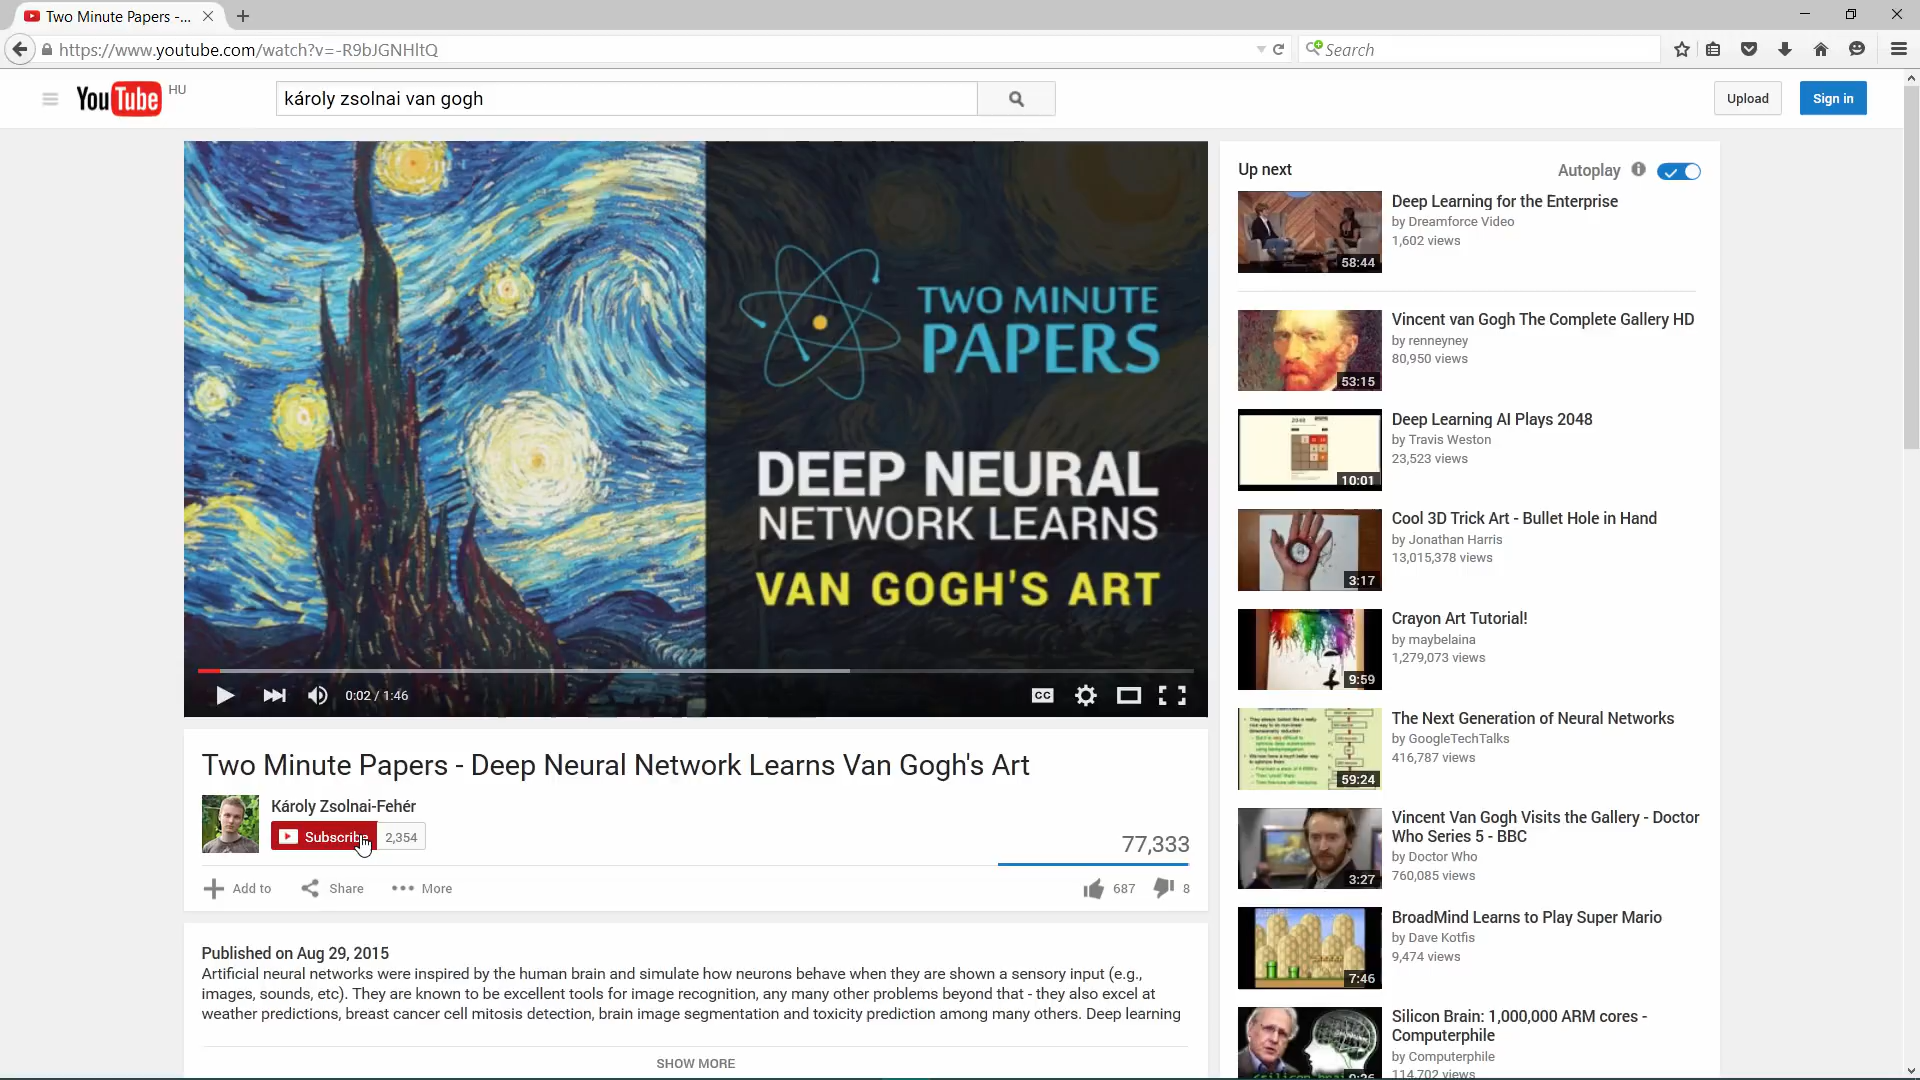 Two Minute Papers -...
https://www.youtube.com/watch?v=-R9bJGNHltQ
Search
YouTube HU
károly zsolnai van gogh
Upload
Sign in
TWO MINUTE
PAPERS
DEEP NEURAL
NETWORK LEARNS
VAN GOGH'S ART
0:02 / 1:46
CC
Two Minute Papers - Deep Neural Network Learns Van Gogh's Art
Károly Zsolnai-Fehér
Subscribe 2,354
77,333
Add to
Share
More
687
8
Published on Aug 29, 2015
Artificial neural networks were inspired by the human brain and simulate how neurons behave when they are shown a sensory input (e.g.,
images, sounds, etc). They are known to be excellent tools for image recognition, any many other problems beyond that - they also excel at
weather predictions, breast cancer cell mitosis detection, brain image segmentation and toxicity prediction among many others. Deep learning
SHOW MORE
Up next
Autoplay
Deep Learning for the Enterprise
by Dreamforce Video
1,602 views
58:44
Vincent van Gogh The Complete Gallery HD
by renneyney
80,950 views
53:15
Deep Learning AI Plays 2048
by Travis Weston
23,523 views
10:01
Cool 3D Trick Art - Bullet Hole in Hand
by Jonathan Harris
13,015,378 views
3:17
Crayon Art Tutorial!
by maybelaina
1,279,073 views
9:59
The Next Generation of Neural Networks
by GoogleTechTalks
416,787 views
59:24
Vincent Van Gogh Visits the Gallery - Doctor
Who Series 5 - BBC
by Doctor Who
760,085 views
3:27
BroadMind Learns to Play Super Mario
by Dave Kotfis
9,474 views
7:46
Silicon Brain: 1,000,000 ARM cores -
Computerphile
by Computerphile
114,702 views